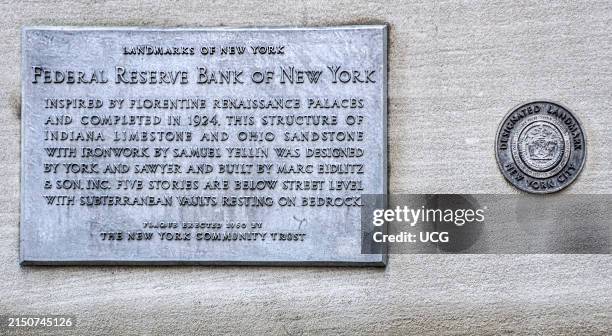 LANDMARKS OF NEW YORK
FEDERAL RESERVE BANK OF NEW YORK
INSPIRED BY FLORENTINE RENAISSANCE PALACES
AND COMPLETED IN 1924, THIS STRUCTURE OF
INDIANA LIMESTONE AND OHIO SANDSTONE
WITH IRONWORK BY SAMUEL YELLIN WAS DESIGNED
BY YORK AND SAWYER AND BUILT BY MARC EIDLITZ
& SON, INC. FIVE STORIES ARE BELOW STREET LEVEL
WITH SUBTERRANEAN VAULTS RESTING ON BEDROCK.
PLAQUE ERECTED 1960 BY
THE NEW YORK COMMUNITY TRUST
DESIGNATED LANDMARK
NEW YORK CITY
gettyimages
Credit: UCG
2150745126